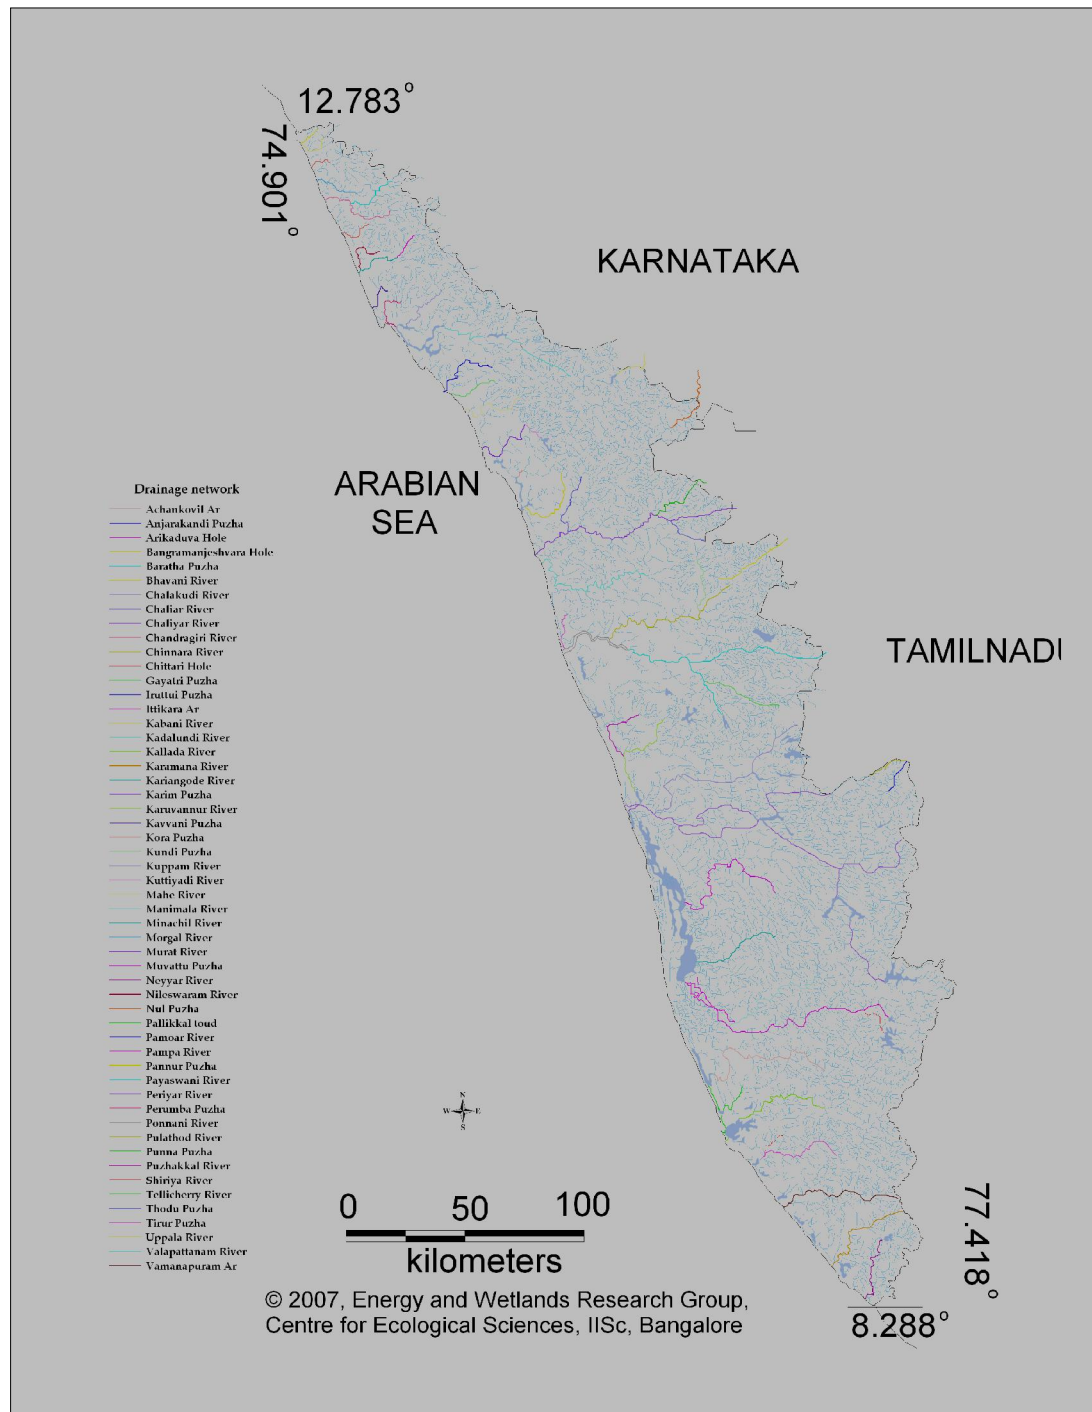 12.783°
74.901°
KARNATAKA
ARABIAN
SEA
TAMILNAD
Drainage network
Achankovil Ar
Anjarakandi Puzha
Arikaduva Hole
Bangramanjeshvara Hole
Baratha Puzha
Bhavani River
Chalakudi River
Chaliar River
Chaliyar River
Chandragiri River
Chinnara River
Chittari Hole
Gayatri Puzha
Iruttui Puzha
Ittikara Ar
Kabani River
Kadalundi River
Kallada River
Karamana River
Kariangode River
Karim Puzha
Karuvannur River
Kavvani Puzha
Kora Puzha
Kundi Puzha
Kuppam River
Kuttiyadi River
Mahe River
Manimala River
Minachil River
Morgal River
Murat River
Muvattu Puzha
Neyyar River
Nileswaram River
Nul Puzha
Pallikkal toud
Pamoar River
Pampa River
Pannur Puzha
Payaswani River
Periyar River
Perumba Puzha
Ponnani River
Pulathod River
Punna Puzha
Puzhakkal River
Shiriya River
Tellicherry River
Thodu Puzha
Tirur Puzha
Uppala River
Valapattanam River
Vamanapuram Ar
N
W E
S
0 50 100
kilometers
77.418°
8.288°
© 2007, Energy and Wetlands Research Group,
Centre for Ecological Sciences, IISc, Bangalore